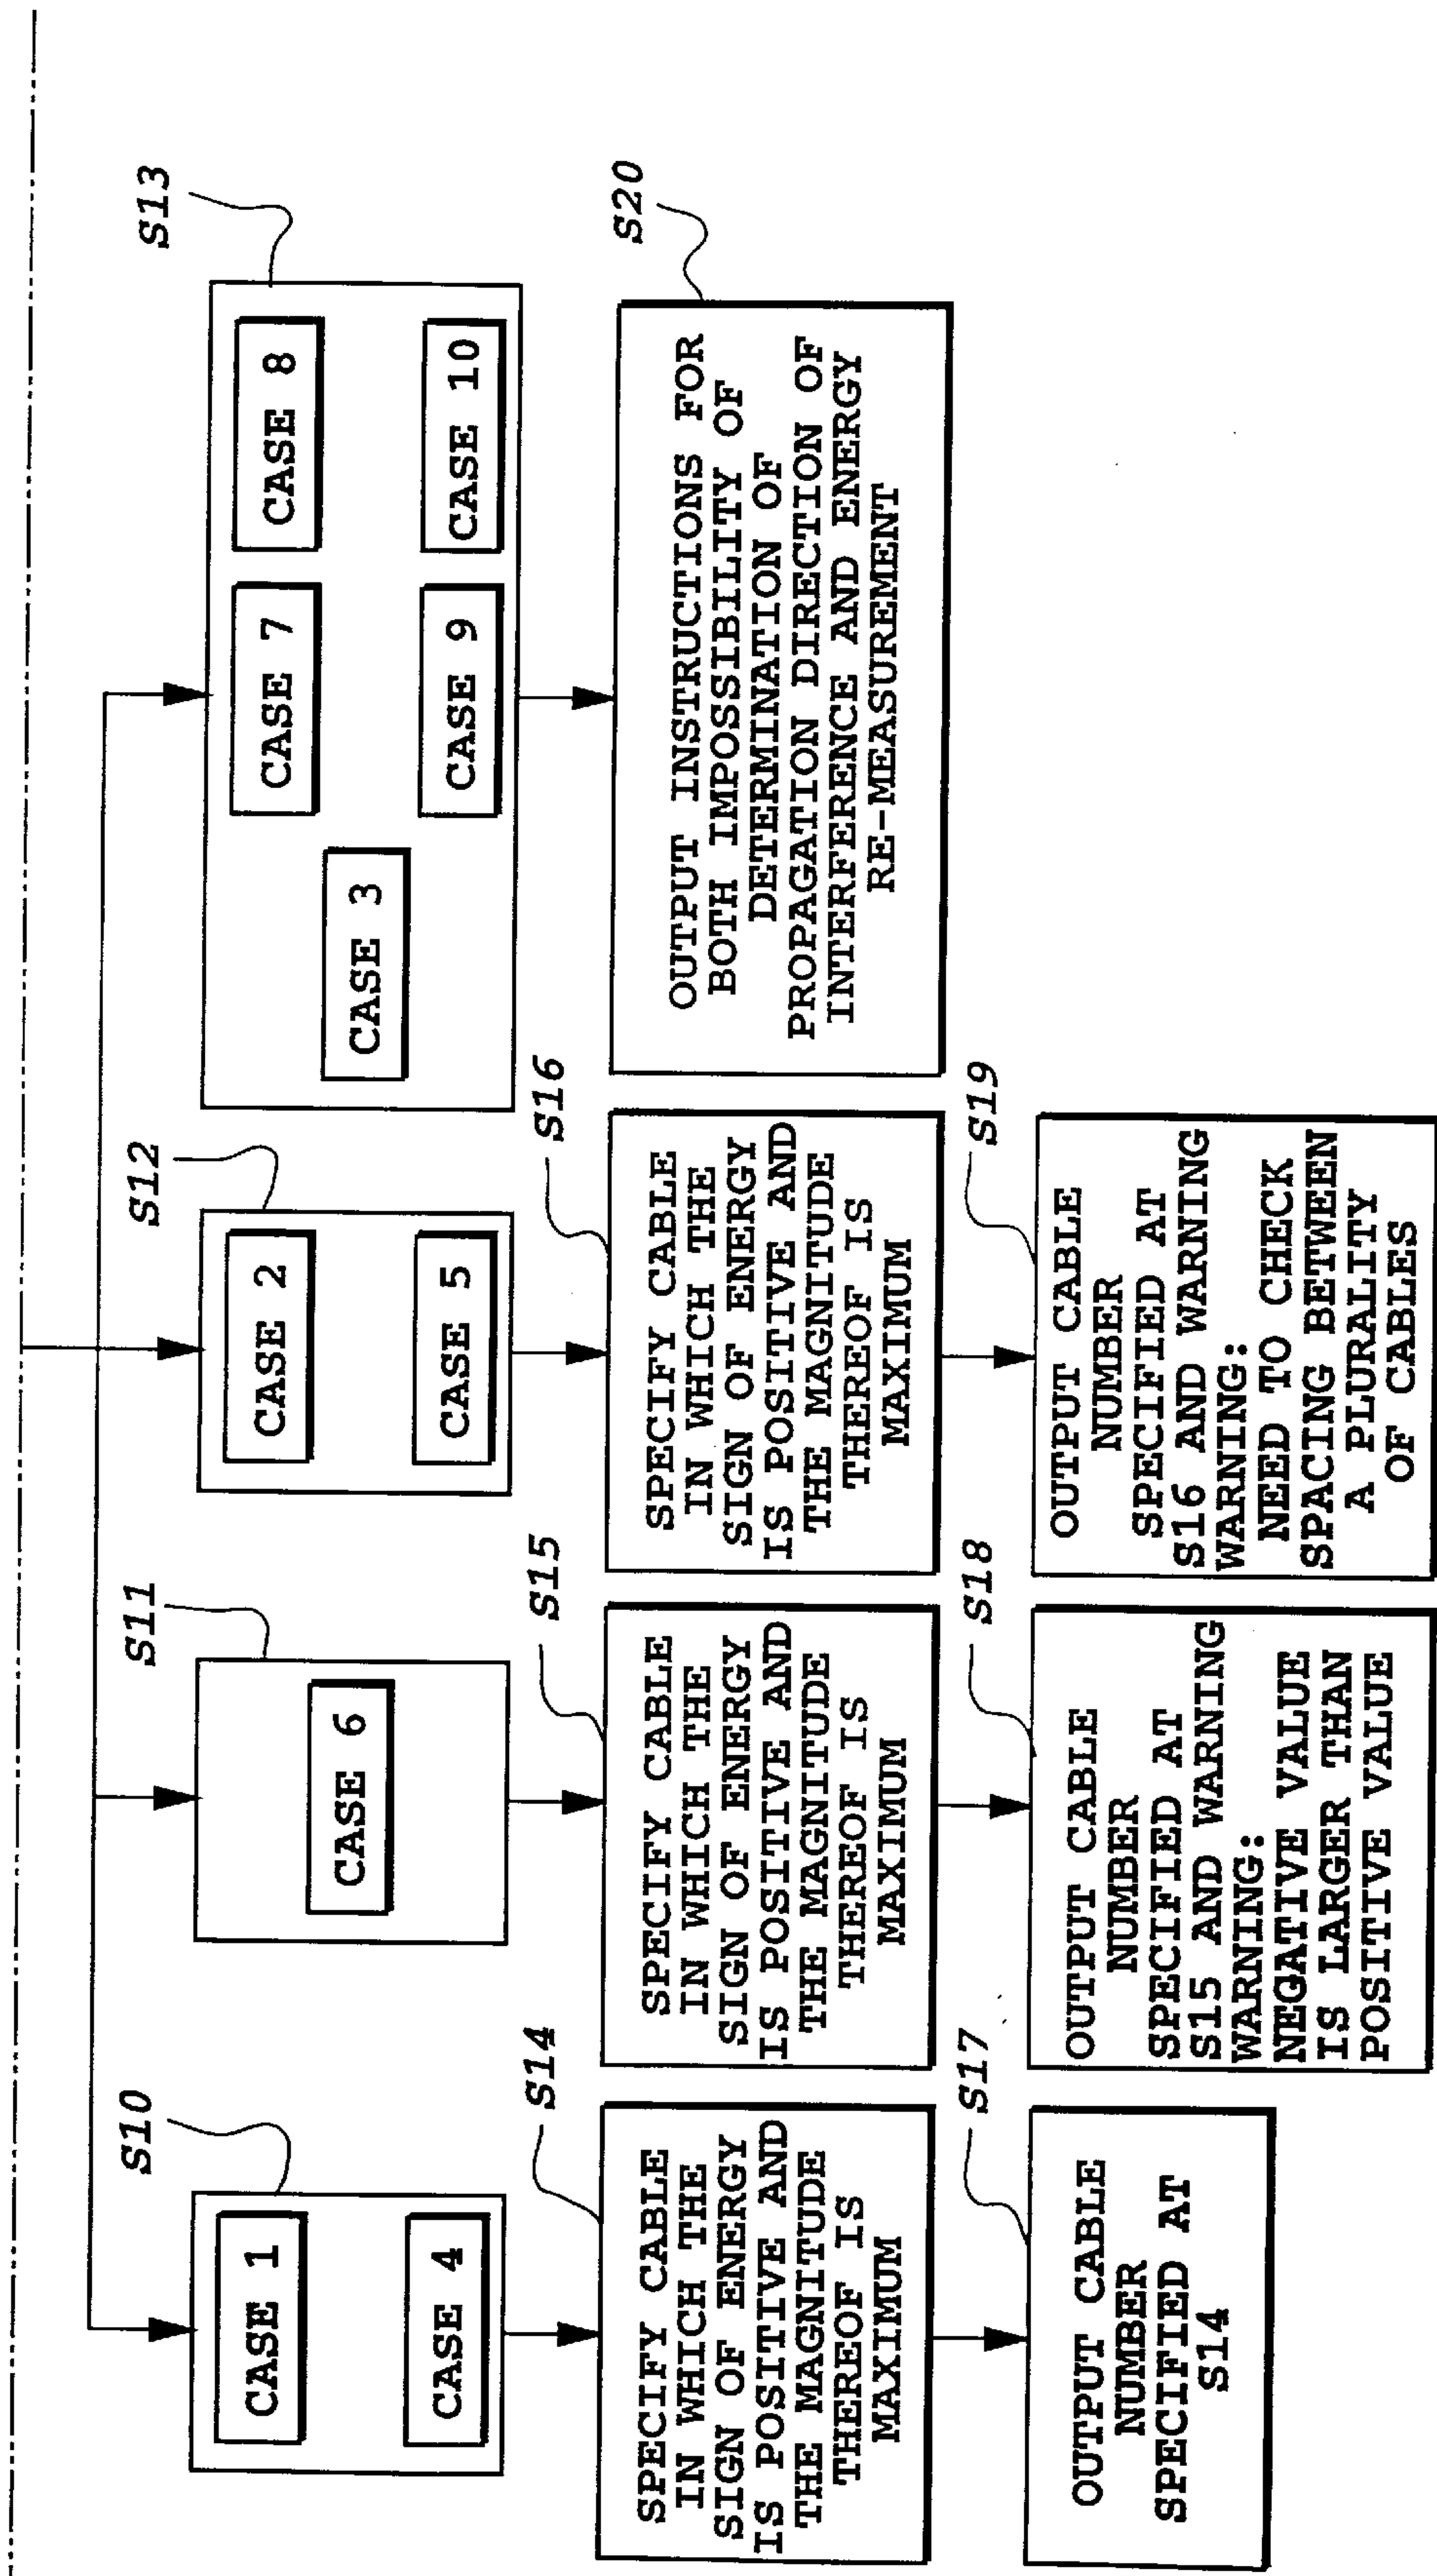 S10
CASE 1
CASE 4
S11
CASE 6
S12
CASE 2
CASE 5
S13
CASE 3
CASE 7
CASE 8
CASE 9
CASE 10
S14
SPECIFY CABLE
IN WHICH THE
SIGN OF ENERGY
IS POSITIVE AND
THE MAGNITUDE
THEREOF IS
MAXIMUM
S15
SPECIFY CABLE
IN WHICH THE
SIGN OF ENERGY
IS POSITIVE AND
THE MAGNITUDE
THEREOF IS
MAXIMUM
S16
SPECIFY CABLE
IN WHICH THE
SIGN OF ENERGY
IS POSITIVE AND
THE MAGNITUDE
THEREOF IS
MAXIMUM
S20
OUTPUT INSTRUCTIONS FOR
BOTH IMPOSSIBILITY OF
DETERMINATION OF
PROPAGATION DIRECTION OF
INTERFERENCE AND ENERGY
RE-MEASUREMENT
S17
OUTPUT CABLE
NUMBER
SPECIFIED AT
S14
S18
OUTPUT CABLE
NUMBER
SPECIFIED AT
S15 AND WARNING
WARNING:
NEGATIVE VALUE
IS LARGER THAN
POSITIVE VALUE
S19
OUTPUT CABLE
NUMBER
SPECIFIED AT
S16 AND WARNING
WARNING:
NEED TO CHECK
SPACING BETWEEN
A PLURALITY
OF CABLES